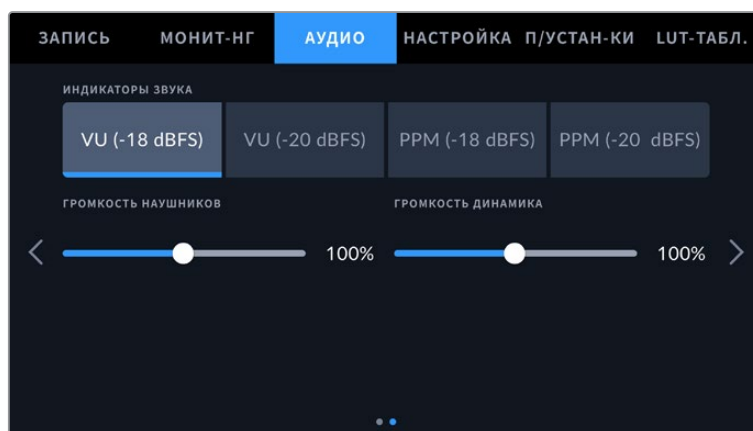 ЗАПИСЬ МОНИТ-НГ АУДИО НАСТРОЙКА П/УСТАН-КИ LUT-ТАБЛ.
ИНДИКАТОРЫ ЗВУКА
VU (-18 dBFS) VU (-20 dBFS) PPM (-18 dBFS) PPM (-20 dBFS)
ГРОМКОСТЬ НАУШНИКОВ ГРОМКОСТЬ ДИНАМИКА
100% 100%